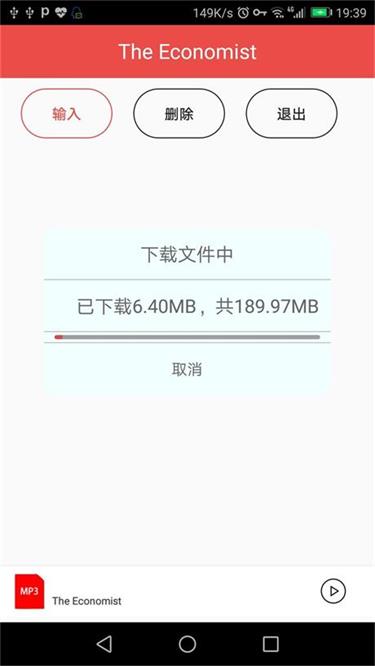 149K/s 4G 19:39
The Economist
输入 删除 退出
下载文件中
已下载6.40MB，共189.97MB
取消
MP3
The Economist